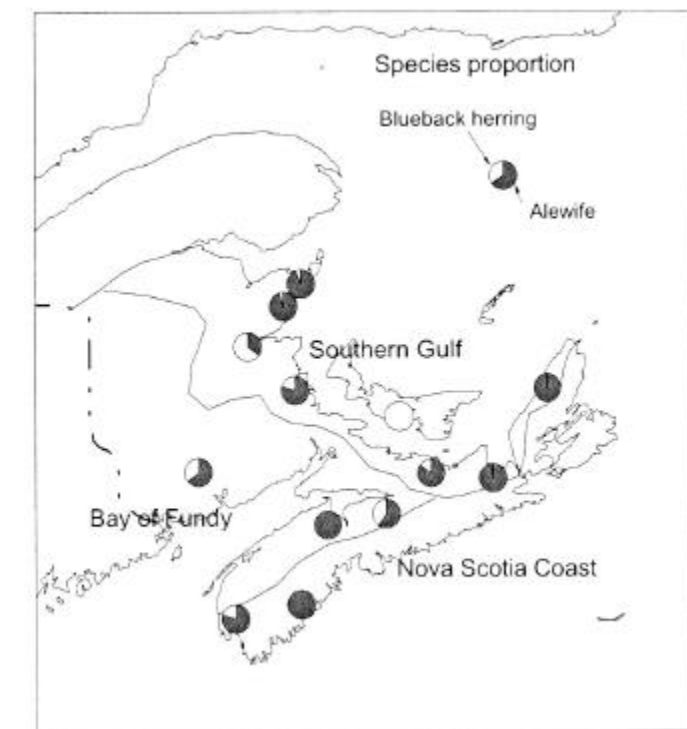 Species proportion
Blueback herring
Alewife
Southern Gulf
Bay of Fundy
Nova Scotia Coast